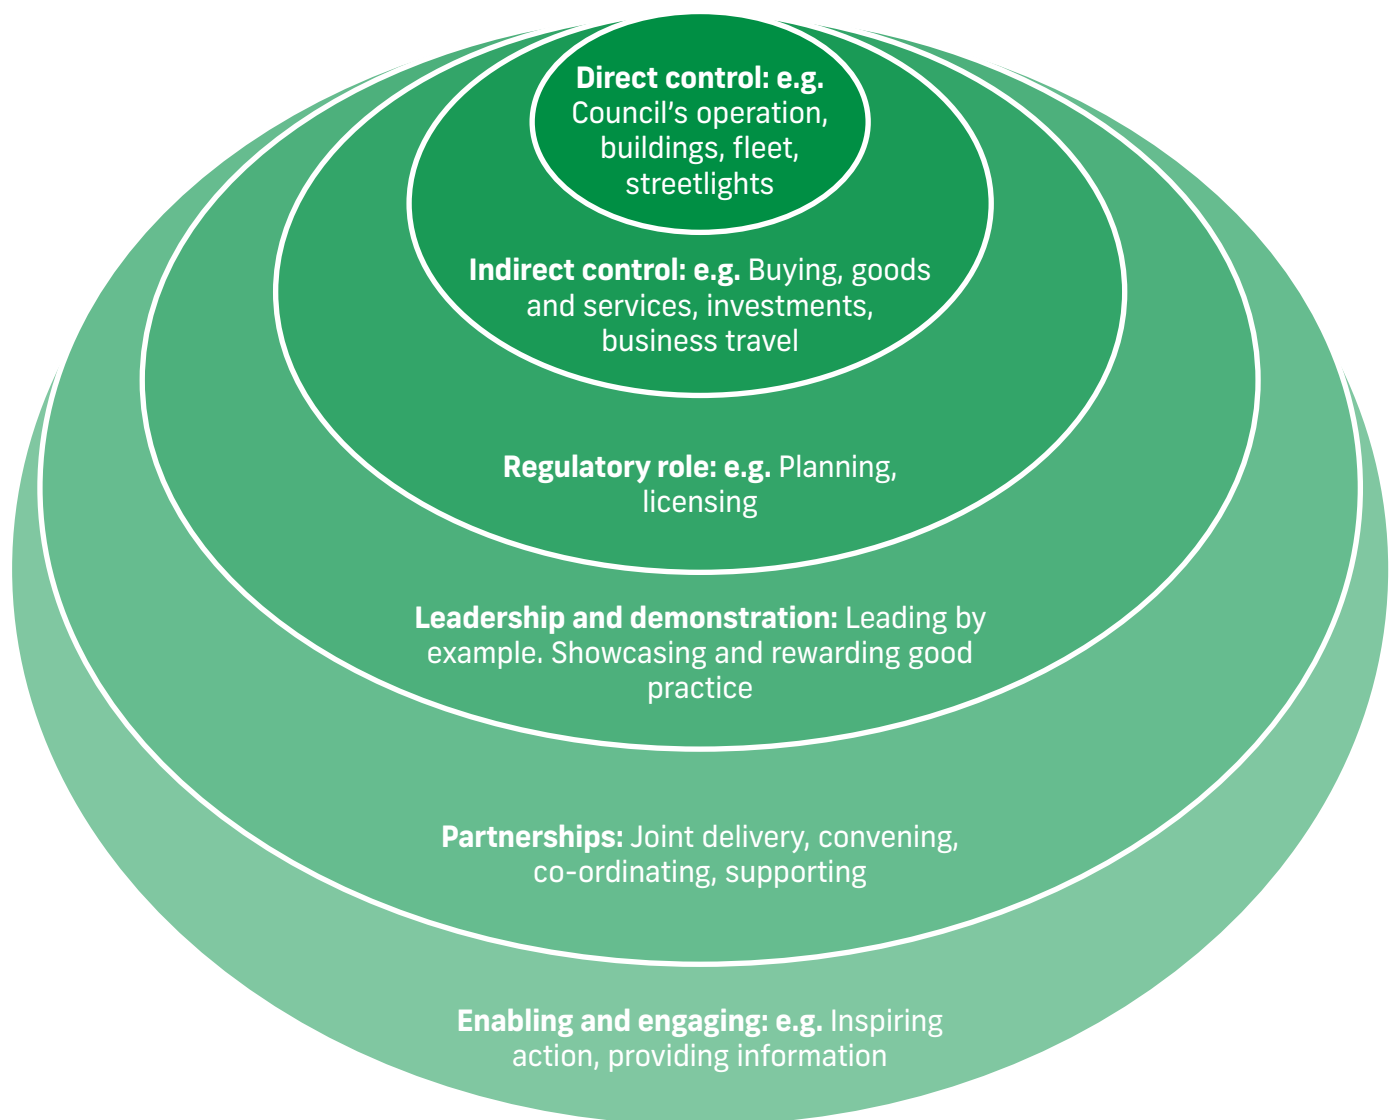 Direct control: e.g.
Council’s operation,
buildings, fleet,
streetlights
Indirect control: e.g. Buying, goods
and services, investments,
business travel
Regulatory role: e.g. Planning,
licensing
Leadership and demonstration: Leading by
example. Showcasing and rewarding good
practice
Partnerships: Joint delivery, convening,
co-ordinating, supporting
Enabling and engaging: e.g. Inspiring
action, providing information